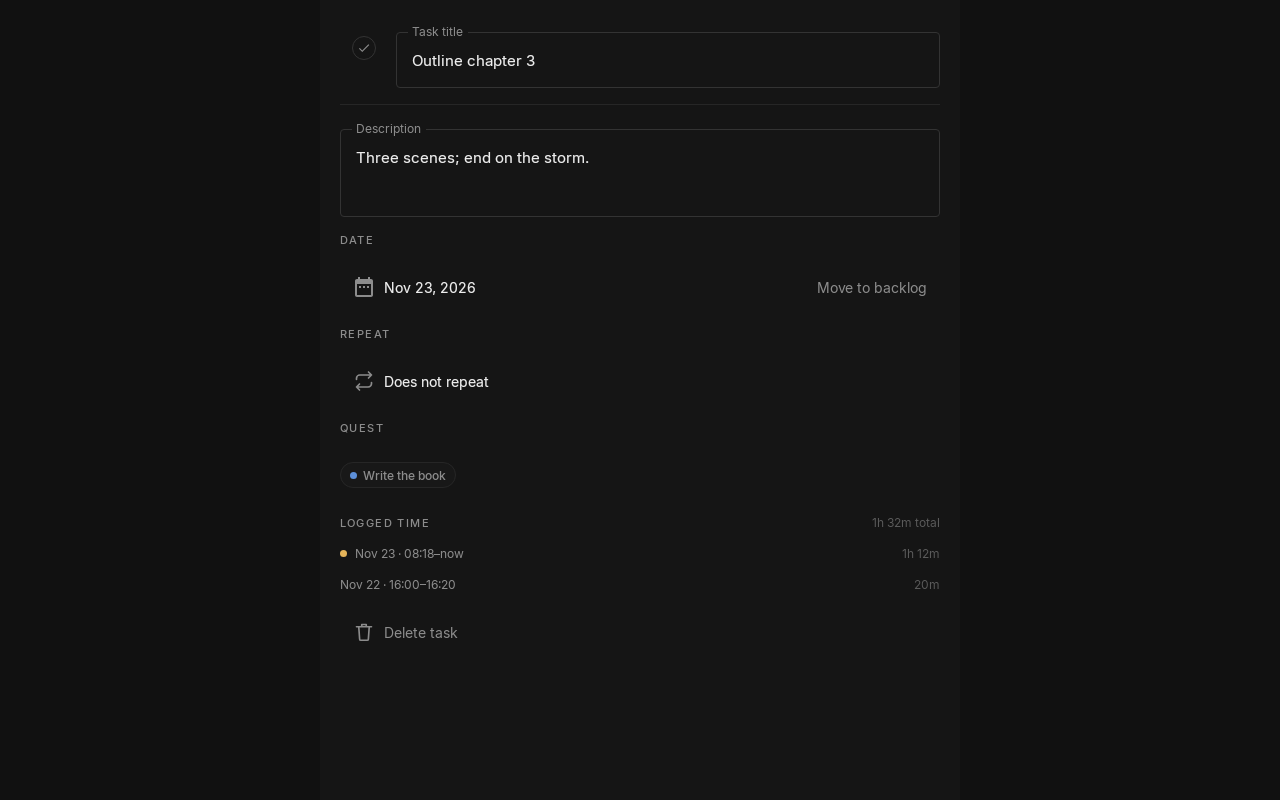 Task title
Outline chapter 3
Description
Three scenes; end on the storm.
DATE
Nov 23, 2026
Move to backlog
REPEAT
Does not repeat
QUEST
Write the book
LOGGED TIME
1h 32m total
Nov 23 · 08:18–now
1h 12m
Nov 22 · 16:00–16:20
20m
Delete task